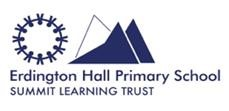 Erdington Hall Primary School
SUMMIT LEARNING TRUST